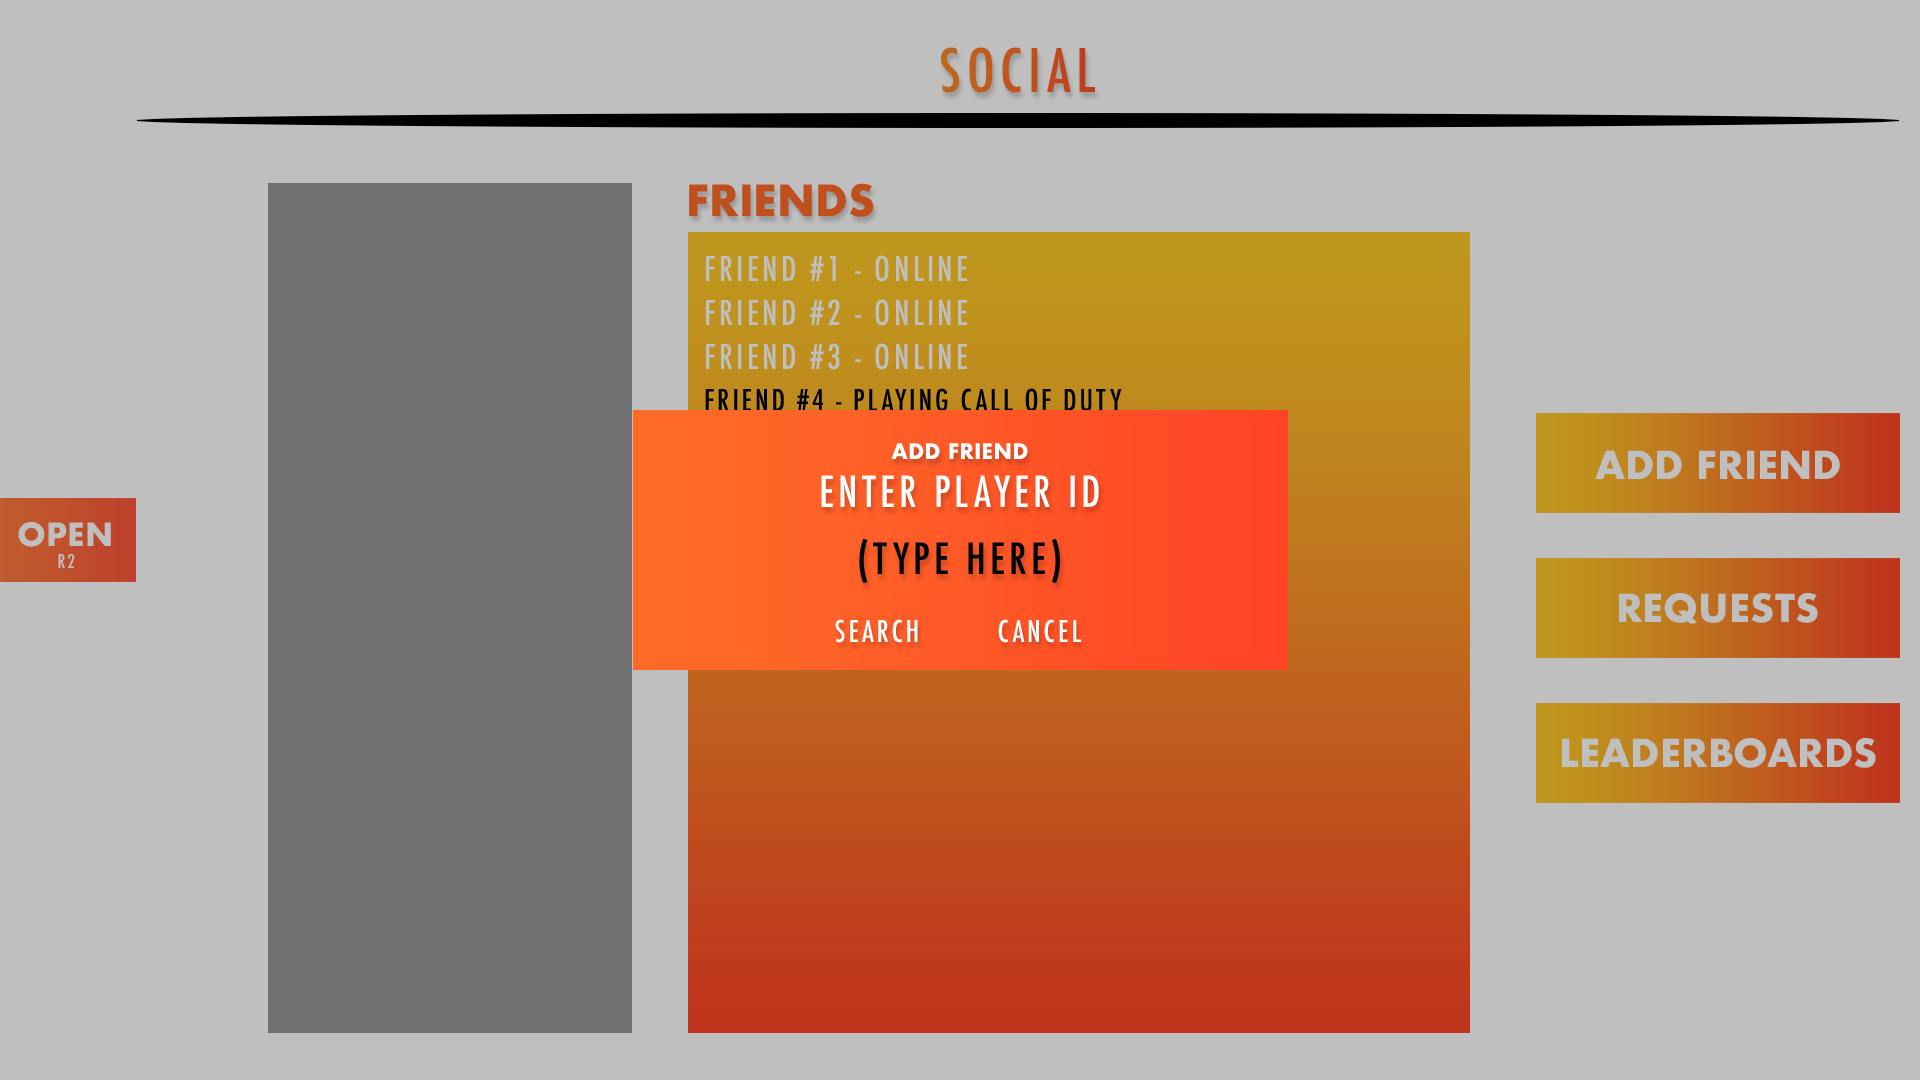 SOCIAL
FRIENDS
FRIEND #1 - ONLINE
FRIEND #2 - ONLINE
FRIEND #3 - ONLINE
FRIEND #4 - PLAYING CALL OF DUTY
ADD FRIEND
ENTER PLAYER ID
(TYPE HERE)
SEARCH CANCEL
OPEN
R2
ADD FRIEND
REQUESTS
LEADERBOARDS